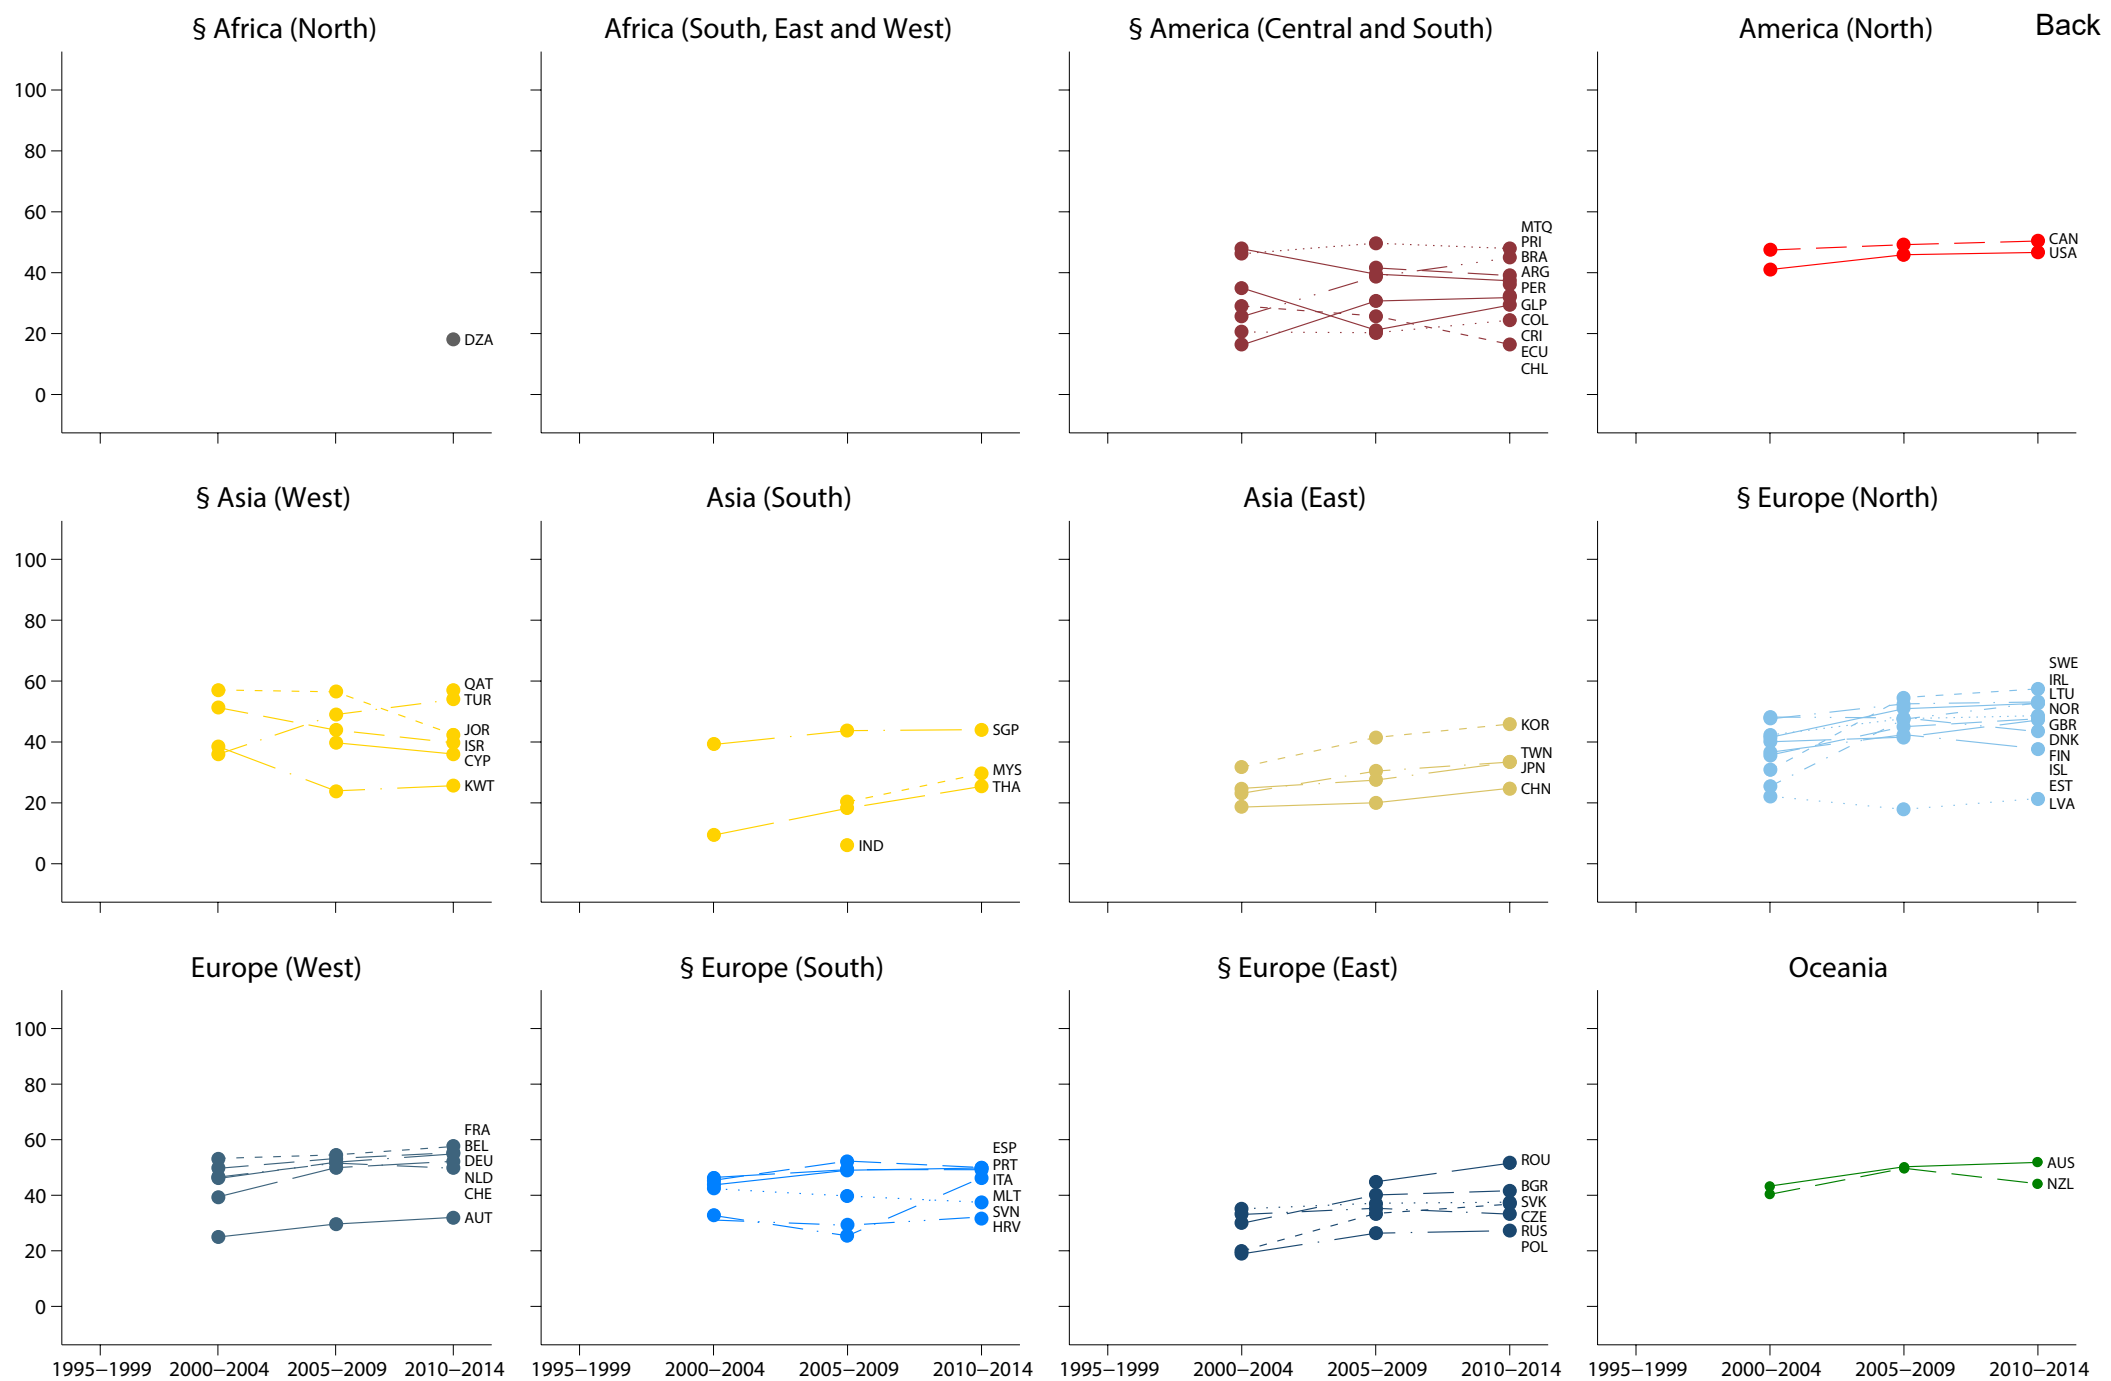 § Africa (North)
Africa (South, East and West)
§ America (Central and South)
America (North)
Back
100
80
60
40
20
0
DZA
MTQ
PRI
BRA
ARG
PER
GLP
COL
CRI
ECU
CHL
CAN
USA
§ Asia (West)
Asia (South)
Asia (East)
§ Europe (North)
100
80
60
40
20
0
QAT
TUR
JOR
ISR
CYP
KWT
SGP
MYS
THA
IND
KOR
TWN
JPN
CHN
SWE
IRL
LTU
NOR
GBR
DNK
FIN
ISL
EST
LVA
Europe (West)
§ Europe (South)
§ Europe (East)
Oceania
100
80
60
40
20
0
FRA
BEL
DEU
NLD
CHE
AUT
ESP
PRT
ITA
MLT
SVN
HRV
ROU
BGR
SVK
CZE
RUS
POL
AUS
NZL
1995–1999 2000–2004 2005–2009 2010–2014
1995–1999 2000–2004 2005–2009 2010–2014
1995–1999 2000–2004 2005–2009 2010–2014
1995–1999 2000–2004 2005–2009 2010–2014